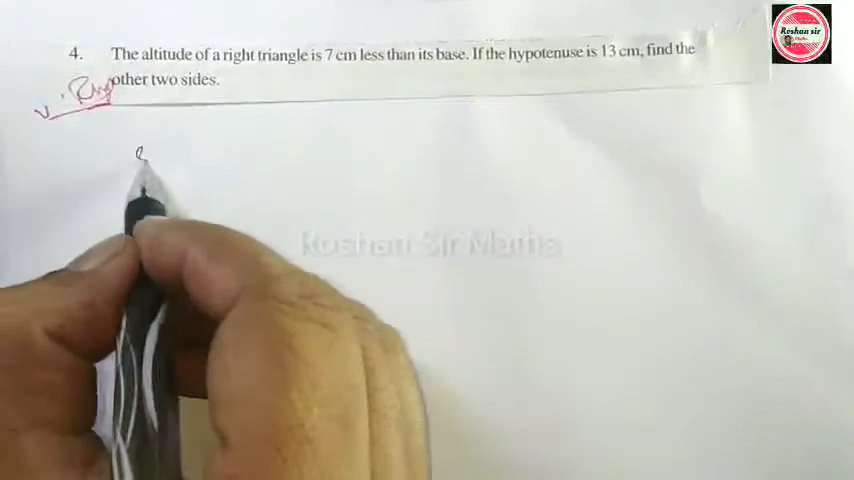 4. The altitude of a right triangle is 7 cm less than its base. If the hypotenuse is 13 cm, find the
other two sides.
Roshan sir
Roshan Sir Maths